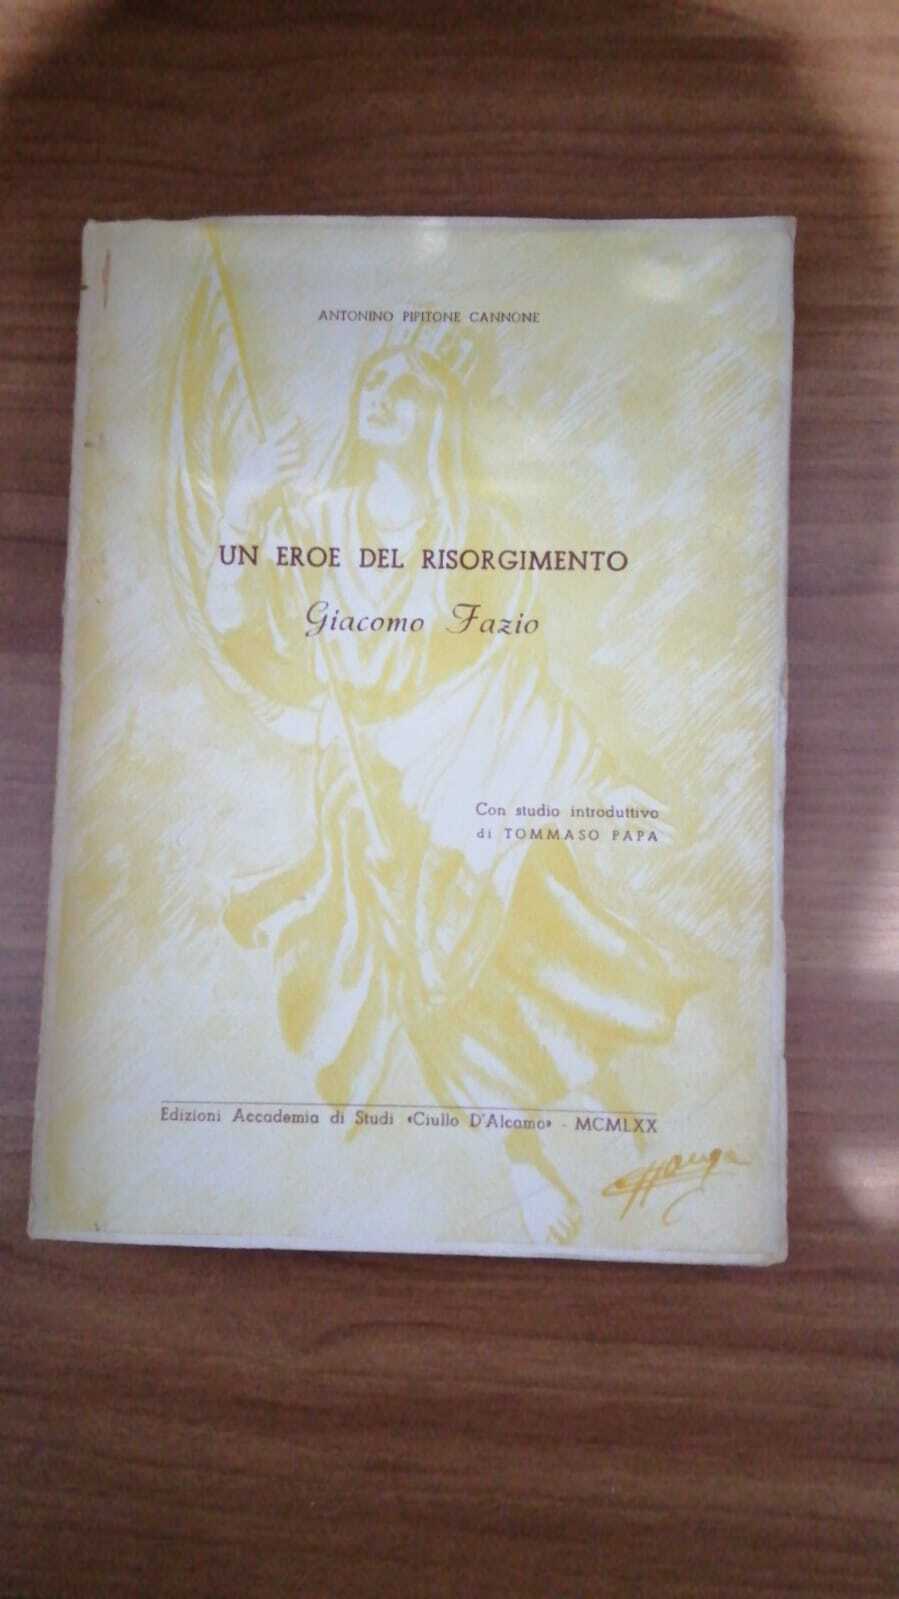 ANTONINO PIPITONE CANNONE
UN EROE DEL RISORGIMENTO
Giacomo Fazio
Con studio introduttivo
di TOMMASO PAPA
Edizioni Accademia di Studi «Ciullo D'Alcamo» - MCMLXX